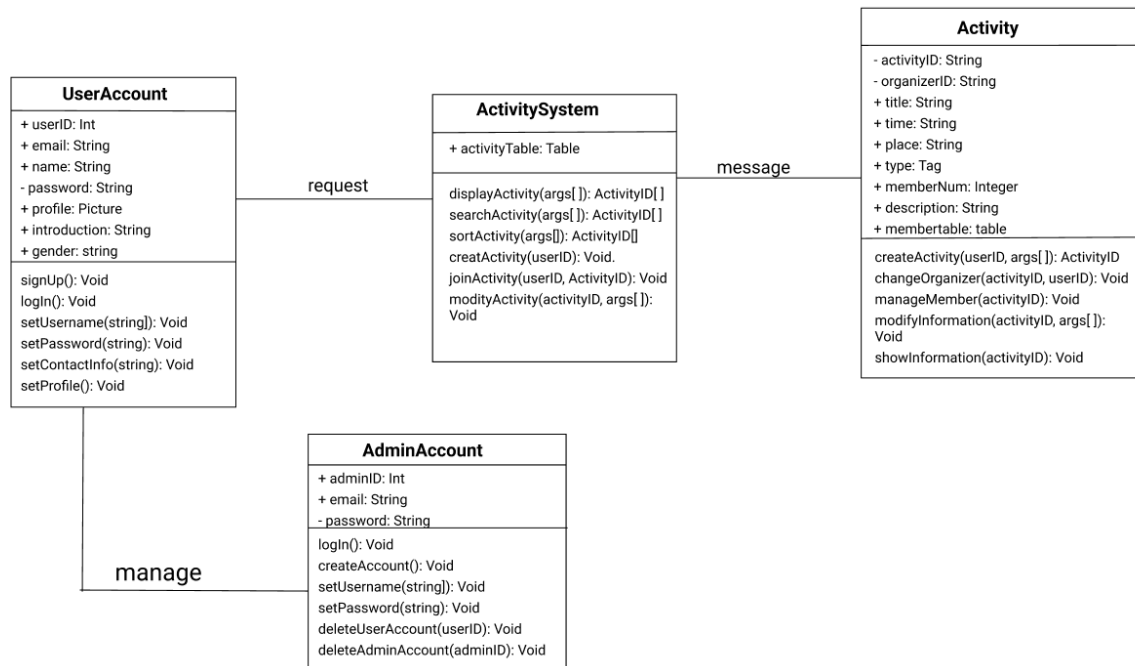 UserAccount
+ userID: Int
+ email: String
+ name: String
- password: String
+ profile: Picture
+ introduction: String
+ gender: string
signUp(): Void
logIn(): Void
setUsername(string]): Void
setPassword(string): Void
setContactInfo(string): Void
setProfile(): Void
request
ActivitySystem
+ activityTable: Table
displayActivity(args[ ]): ActivityID[ ]
searchActivity(args[ ]): ActivityID[ ]
sortActivity(args[]): ActivityID[]
creatActivity(userID): Void.
joinActivity(userID, ActivityID): Void
modityActivity(activityID, args[ ]):
Void
message
Activity
- activityID: String
- organizerID: String
+ title: String
+ time: String
+ place: String
+ type: Tag
+ memberNum: Integer
+ description: String
+ membertable: table
createActivity(userID, args[ ]): ActivityID
changeOrganizer(activityID, userID): Void
manageMember(activityID): Void
modifyInformation(activityID, args[ ]):
Void
showInformation(activityID): Void
manage
AdminAccount
+ adminID: Int
+ email: String
- password: String
logIn(): Void
createAccount(): Void
setUsername(string]): Void
setPassword(string): Void
deleteUserAccount(userID): Void
deleteAdminAccount(adminID): Void